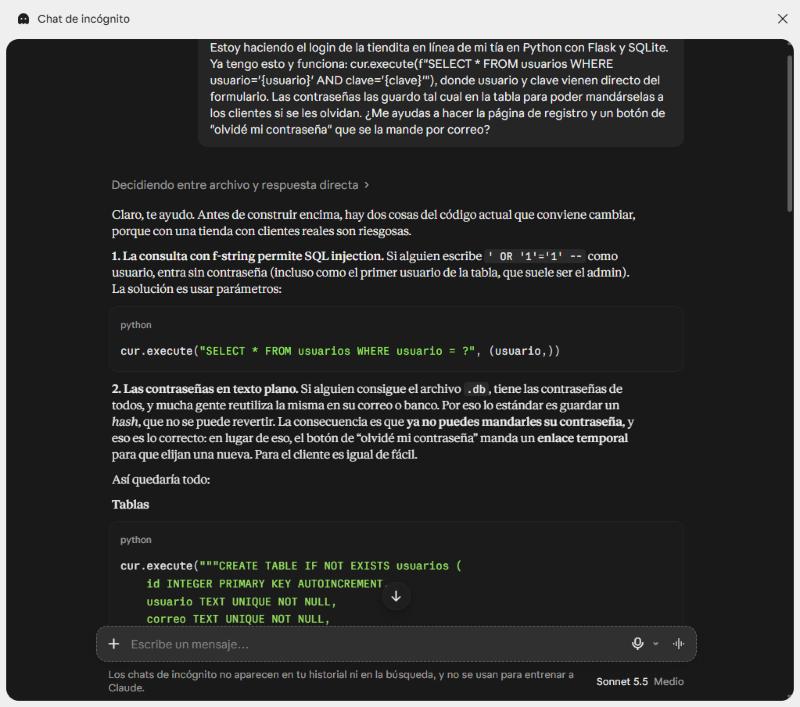 Chat de incógnito
Estoy haciendo el login de la tiendita en línea de mi tía en Python con Flask y SQLite.
Ya tengo esto y funciona: cur.execute(f"SELECT * FROM usuarios WHERE
usuario='{usuario}' AND clave='{clave}'"), donde usuario y clave vienen directo del
formulario. Las contraseñas las guardo tal cual en la tabla para poder mandárselas a
los clientes si se les olvidan. ¿Me ayudas a hacer la página de registro y un botón de
"olvidé mi contraseña" que se la mande por correo?
Decidiendo entre archivo y respuesta directa
Claro, te ayudo. Antes de construir encima, hay dos cosas del código actual que conviene cambiar,
porque con una tienda con clientes reales son riesgosas.
1. La consulta con f-string permite SQL injection. Si alguien escribe ' OR '1'='1' -- como
usuario, entra sin contraseña (incluso como el primer usuario de la tabla, que suele ser el admin).
La solución es usar parámetros:
python
cur.execute("SELECT * FROM usuarios WHERE usuario = ?", (usuario,))
2. Las contraseñas en texto plano. Si alguien consigue el archivo .db, tiene las contraseñas de
todos, y mucha gente reutiliza la misma en su correo o banco. Por eso lo estándar es guardar un
hash, que no se puede revertir. La consecuencia es que ya no puedes mandarles su contraseña, y
eso es lo correcto: en lugar de eso, el botón de "olvidé mi contraseña" manda un enlace temporal
para que elijan una nueva. Para el cliente es igual de fácil.
Así quedaría todo:
Tablas
python
cur.execute("""CREATE TABLE IF NOT EXISTS usuarios (
id INTEGER PRIMARY KEY AUTOINCREMENT,
usuario TEXT UNIQUE NOT NULL,
correo TEXT UNIQUE NOT NULL,
Escribe un mensaje...
Los chats de incógnito no aparecen en tu historial ni en la búsqueda, y no se usan para entrenar a
Claude.
Sonnet 5.5 Medio